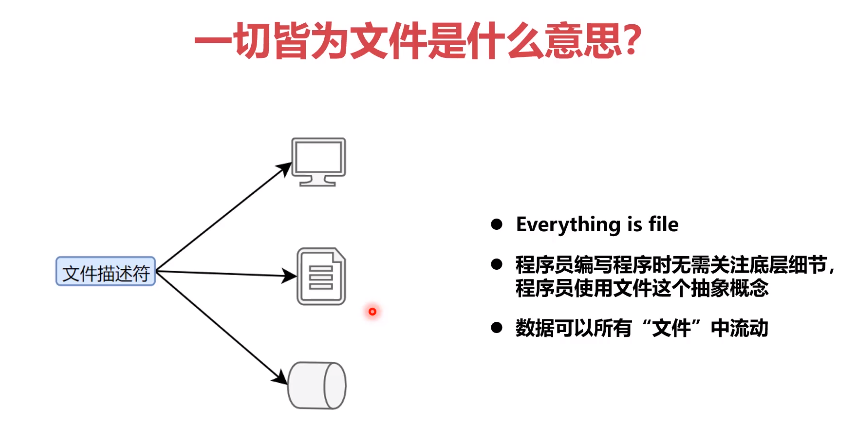 一切皆为文件是什么意思?
文件描述符
Everything is file
程序员编写程序时无需关注底层细节,
程序员使用文件这个抽象概念
数据可以所有“文件”中流动